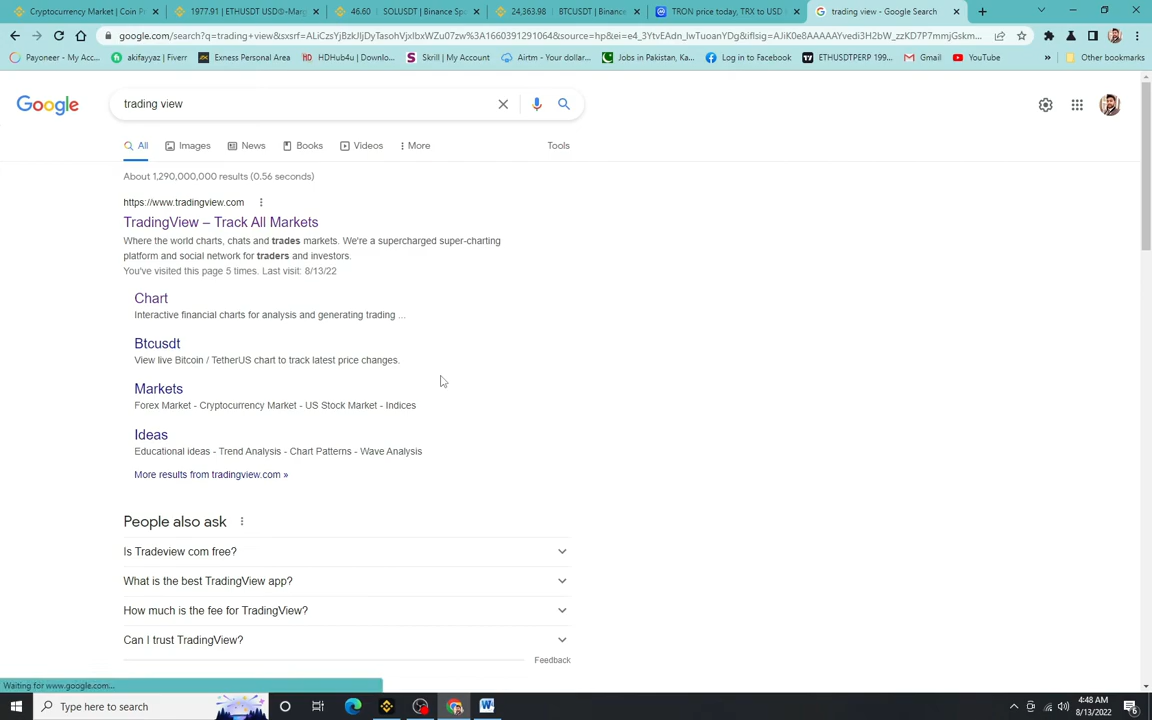 Cryptocurrency Market | Coin P
1977.91 | ETHUSDT USDⓈ-Marg
46.60 SOLUSDT | Binance Sp
24,363.98 BTCUSDT | Binance
TRON price today, TRX to USD
trading view - Google Search
google.com/search?q=trading+view&sxsrf=ALiCzsYjBzkJljDyTasohVjxIbxWZu07zw%3A1660391291064&source=hp&ei=e4_3YtvEAdn_lwTuoanYDg&iflsig=AJiK0e8AAAAAYvedi3H2bW_zzKD7P7mmjGskm...
Payoneer - My Acc...
akifayyaz | Fiverr
Exness Personal Area
HDHub4u | Downlo...
Skrill | My Account
Airtm - Your dollar...
Jobs in Pakistan, Ka...
Log in to Facebook
ETHUSDTPERP 199...
Gmail
YouTube
»
Other bookmarks
Google
trading view
All
Images
News
Books
Videos
More
Tools
About 1,290,000,000 results (0.56 seconds)
https://www.tradingview.com
TradingView – Track All Markets
Where the world charts, chats and trades markets. We're a supercharged super-charting
platform and social network for traders and investors.
You've visited this page 5 times. Last visit: 8/13/22
Chart
Interactive financial charts for analysis and generating trading ...
Btcusdt
View live Bitcoin / TetherUS chart to track latest price changes.
Markets
Forex Market - Cryptocurrency Market - US Stock Market - Indices
Ideas
Educational ideas - Trend Analysis - Chart Patterns - Wave Analysis
More results from tradingview.com »
People also ask
Is Tradeview com free?
What is the best TradingView app?
How much is the fee for TradingView?
Can I trust TradingView?
Feedback
Waiting for www.google.com...
Type here to search
4:48 AM
8/13/2022
6